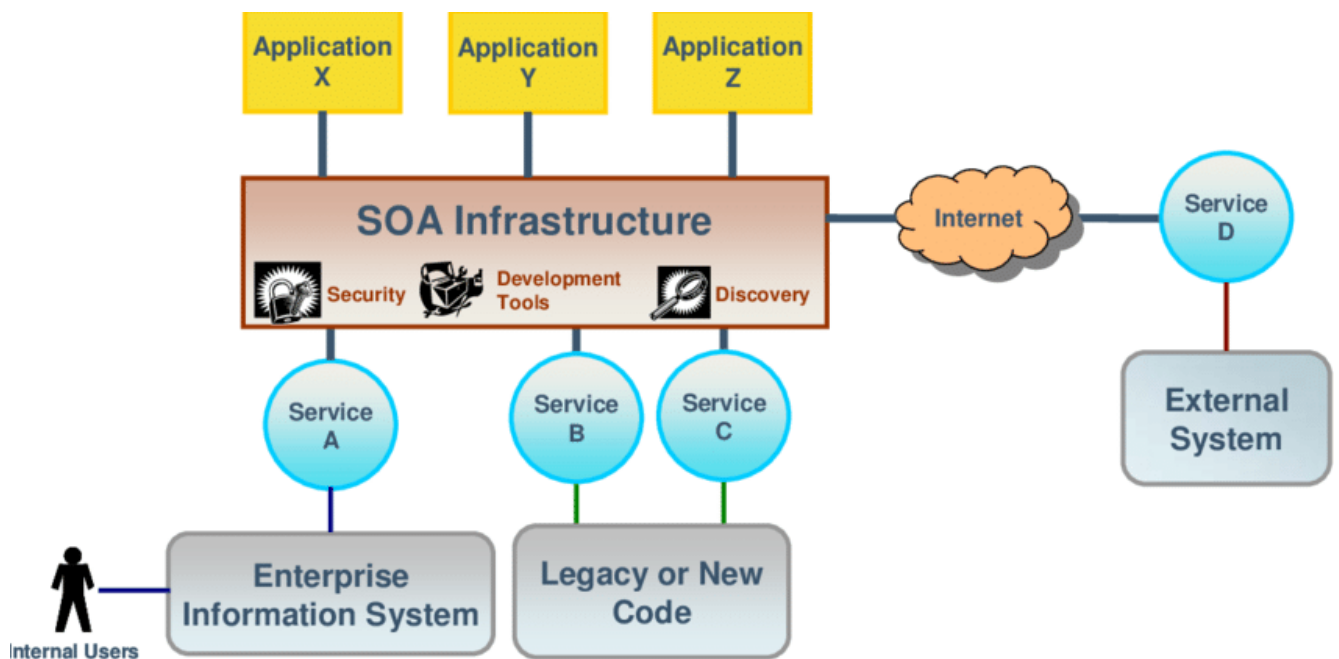 Application
X
Application
Y
Application
Z
SOA Infrastructure
Security
Development
Tools
Discovery
Internet
Service
D
Service
A
Service
B
Service
C
External
System
Enterprise
Information System
Legacy or New
Code
Internal Users